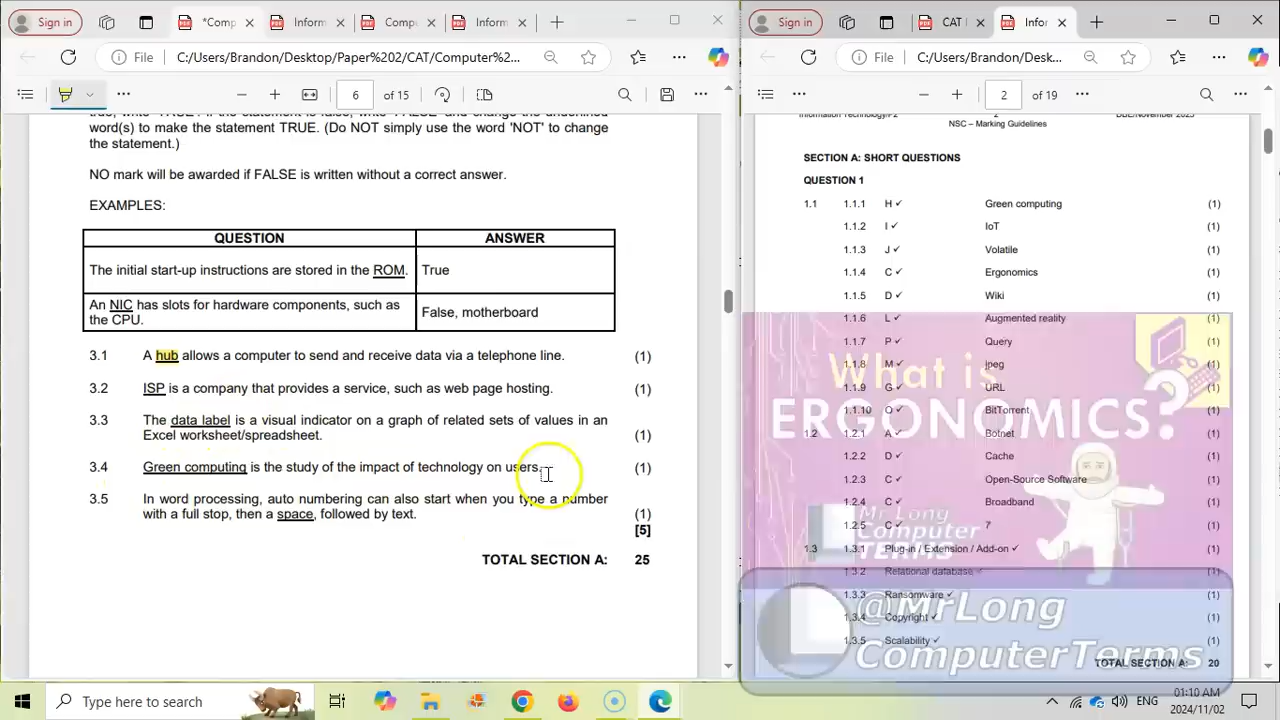 Sign in
*Comp
Inform
Compu
Inform
Sign in
CAT I
Infor
File
C:/Users/Brandon/Desktop/Paper%202/CAT/Computer%2...
File
C:/Users/Brandon/Des...
6 of 15
2 of 19
word(s) to make the statement TRUE. (Do NOT simply use the word 'NOT' to change
the statement.)
NO mark will be awarded if FALSE is written without a correct answer.
EXAMPLES:
QUESTION ANSWER
The initial start-up instructions are stored in the ROM. True
An NIC has slots for hardware components, such as
the CPU. False, motherboard
3.1 A hub allows a computer to send and receive data via a telephone line. (1)
3.2 ISP is a company that provides a service, such as web page hosting. (1)
3.3 The data label is a visual indicator on a graph of related sets of values in an
Excel worksheet/spreadsheet. (1)
3.4 Green computing is the study of the impact of technology on users. (1)
3.5 In word processing, auto numbering can also start when you type a number
with a full stop, then a space, followed by text. (1)
[5]
TOTAL SECTION A: 25
Information Technology/P2 2 DBE/November 2023
NSC – Marking Guidelines
SECTION A: SHORT QUESTIONS
QUESTION 1
1.1 1.1.1 H ✓ Green computing (1)
1.1.2 I ✓ IoT (1)
1.1.3 J ✓ Volatile (1)
1.1.4 C ✓ Ergonomics (1)
1.1.5 D ✓ Wiki (1)
1.1.6 L ✓ Augmented reality (1)
1.1.7 P ✓ Query (1)
1.1.8 M ✓ jpeg (1)
1.1.9 G ✓ URL (1)
1.1.10 O ✓ BitTorrent (1)
1.2 1.2.1 A ✓ Botnet (1)
1.2.2 D ✓ Cache (1)
1.2.3 C ✓ Open-Source Software (1)
1.2.4 C ✓ Broadband (1)
1.2.5 C ✓ 7 (1)
1.3 1.3.1 Plug-in / Extension / Add-on ✓ (1)
1.3.2 Relational database ✓ (1)
1.3.3 Ransomware ✓ (1)
1.3.4 Copyright ✓ (1)
1.3.5 Scalability ✓ (1)
TOTAL SECTION A: 20
What is
ERGONOMICS?
Mr Long
Computer
Terms
@MrLong
ComputerTerms
Type here to search
01:10 AM
2024/11/02